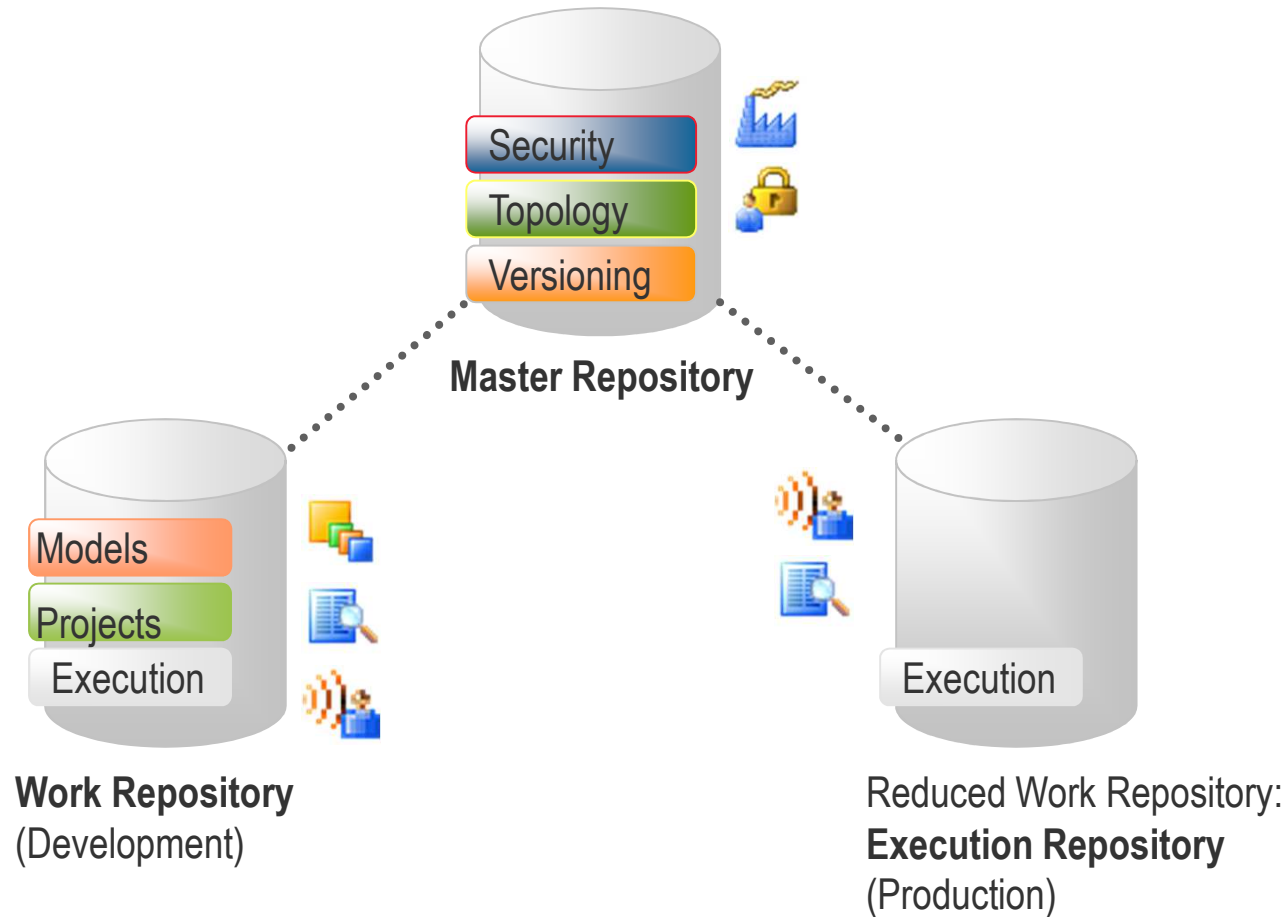 Security
Topology
Versioning
Master Repository
Models
Projects
Execution
Work Repository
(Development)
Execution
Reduced Work Repository:
Execution Repository
(Production)